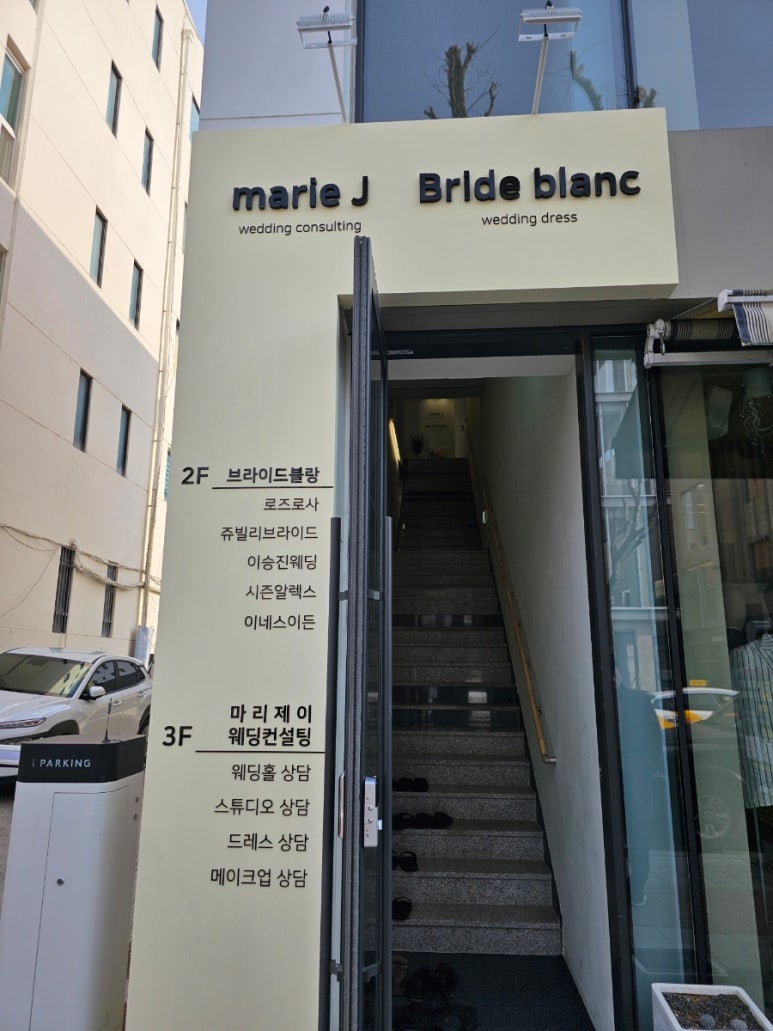 marie J
wedding consulting
Bride blanc
wedding dress
2F 브라이드블랑
로즈로사
쥬빌리브라이드
이승진웨딩
시즌알렉스
이네스이든
3F 마리제이
웨딩컨설팅
웨딩홀 상담
스튜디오 상담
드레스 상담
메이크업 상담
PARKING